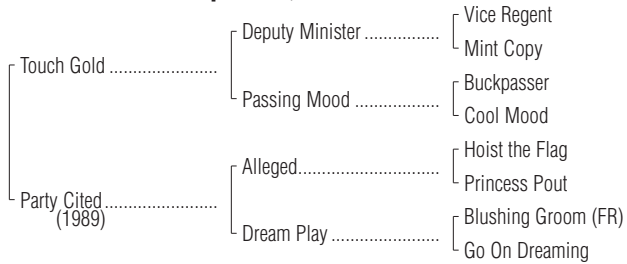 Vice Regent
Deputy Minister ................
Mint Copy
Touch Gold .......................
Buckpasser
Passing Mood ..................
Cool Mood
Hoist the Flag
Alleged..............................
Princess Pout
Party Cited........................
(1989)
Blushing Groom (FR)
Dream Play .......................
Go On Dreaming